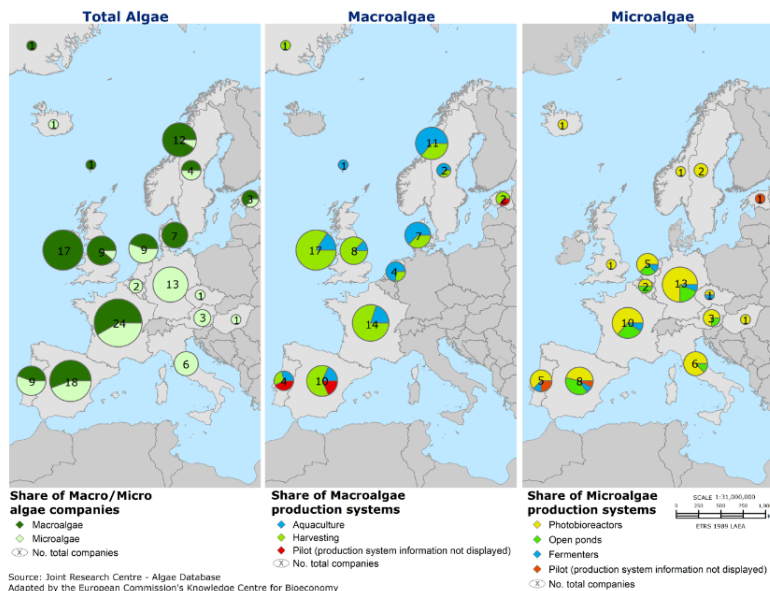 Total Algae
Macroalgae
Microalgae
1
1
12
4
1
3
17
9
9
7
2
13
1
3
1
24
9
18
6
1
11
2
1
2
17
8
7
4
14
4
10
1
1
2
1
1
5
2
13
1
3
1
10
5
8
6
Share of Macro/Micro
algae companies
Macroalgae
Microalgae
X No. total companies
Share of Macroalgae
production systems
Aquaculture
Harvesting
Pilot (production system information not displayed)
X No. total companies
Share of Microalgae
production systems
Photobioreactors
Open ponds
Fermenters
Pilot (production system information not displayed)
X No. total companies
SCALE 1:31,000,000
0 250 500 750 1,000
ETRS 1989 LAEA
Source: Joint Research Centre - Algae Database
Adapted by the European Commission's Knowledge Centre for Bioeconomy